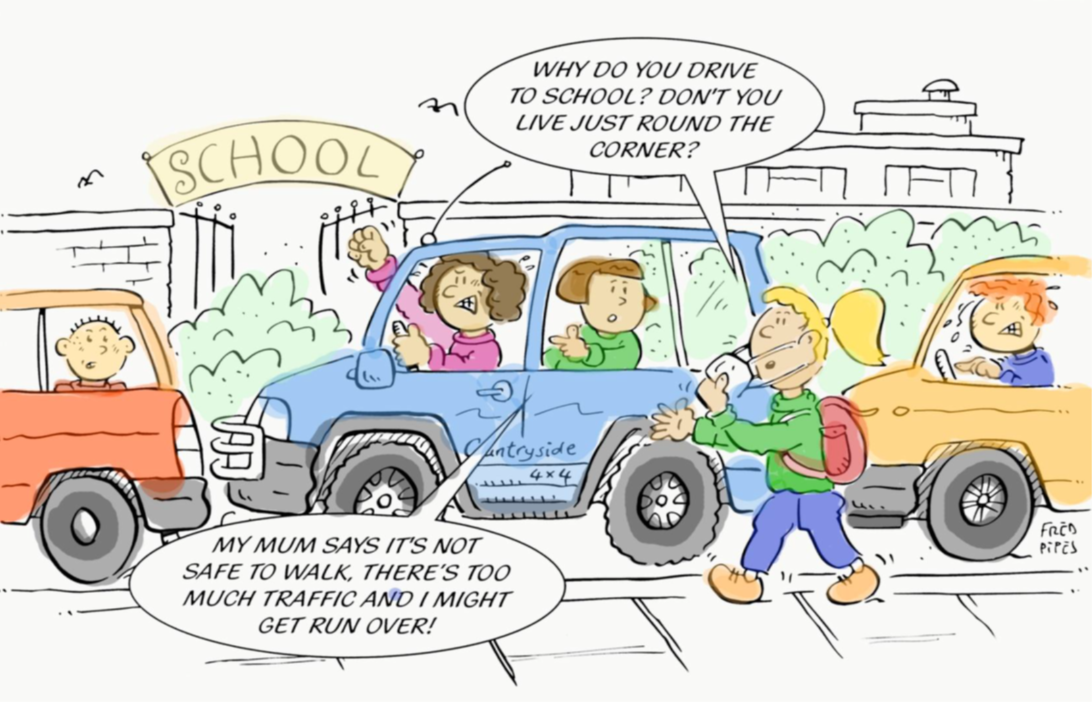 WHY DO YOU DRIVE
TO SCHOOL? DON'T YOU
LIVE JUST ROUND THE
CORNER?
SCHOOL
Countryside
4×4
FRED
PIPES
MY MUM SAYS IT'S NOT
SAFE TO WALK, THERE'S TOO
MUCH TRAFFIC AND I MIGHT
GET RUN OVER!